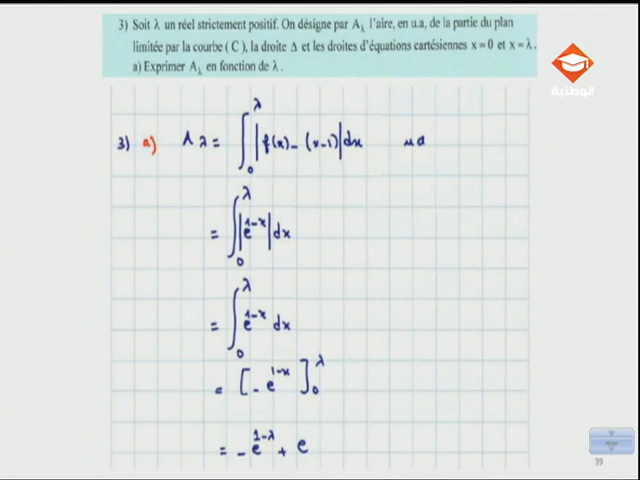 3) Soit λ un réel strictement positif. On désigne par A_λ l'aire, en u.a, de la partie du plan
limitée par la courbe ( C ), la droite Δ et les droites d'équations cartésiennes x = 0 et x = λ .
a) Exprimer A_λ en fonction de λ .
الوطنية
3) a) Aλ = ∫₀^λ |f(x) - (x-1)| dx ua
= ∫₀^λ |e^(1-x)| dx
= ∫₀^λ e^(1-x) dx
= [-e^(1-x)]₀^λ
= -e^(1-λ) + e
39